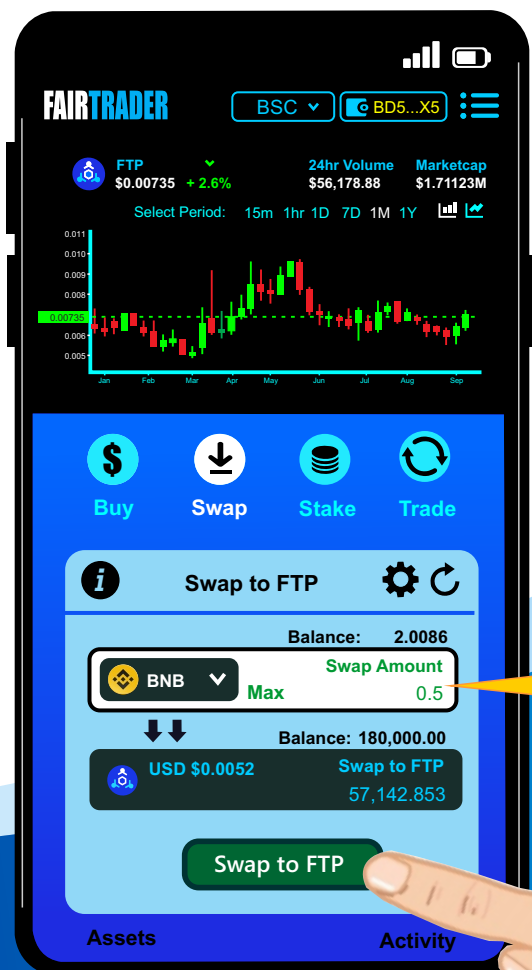 FAIRTRADER
BSC
BD5...X5
FTP
24hr Volume
Marketcap
$0.00735
+ 2.6%
$56,178.88
$1.71123M
Select Period: 15m 1hr 1D 7D 1M 1Y
0.011
0.010
0.009
0.008
0.00735
0.006
0.005
Jan Feb Mar Apr May Jun Jul Aug Sep
$
Buy
Swap
Stake
Trade
i
Swap to FTP
Balance: 2.0086
BNB
Swap Amount
Max
0.5
Balance: 180,000.00
USD $0.0052
Swap to FTP
57,142.853
Swap to FTP
Assets
Activity